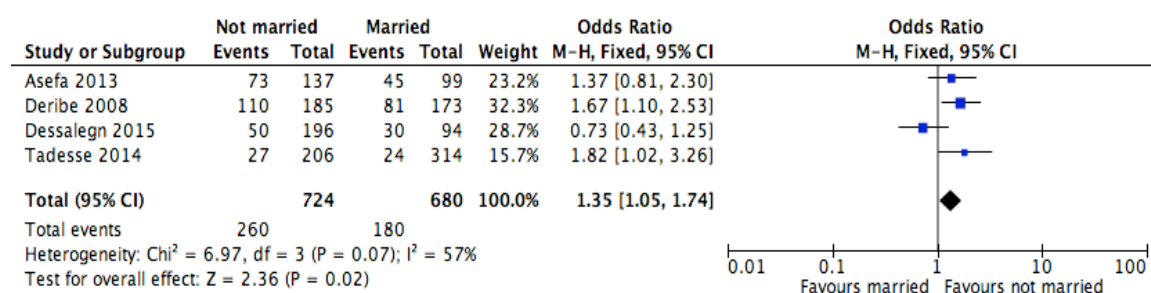 Not married Married Odds Ratio Odds Ratio
Study or Subgroup Events Total Events Total Weight M-H, Fixed, 95% CI M-H, Fixed, 95% CI
Asefa 2013 73 137 45 99 23.2% 1.37 [0.81, 2.30]
Deribe 2008 110 185 81 173 32.3% 1.67 [1.10, 2.53]
Dessalegn 2015 50 196 30 94 28.7% 0.73 [0.43, 1.25]
Tadesse 2014 27 206 24 314 15.7% 1.82 [1.02, 3.26]
Total (95% CI) 724 680 100.0% 1.35 [1.05, 1.74]
Total events 260 180
Heterogeneity: Chi² = 6.97, df = 3 (P = 0.07); I² = 57%
Test for overall effect: Z = 2.36 (P = 0.02)
0.01 0.1 1 10 100
Favours married Favours not married